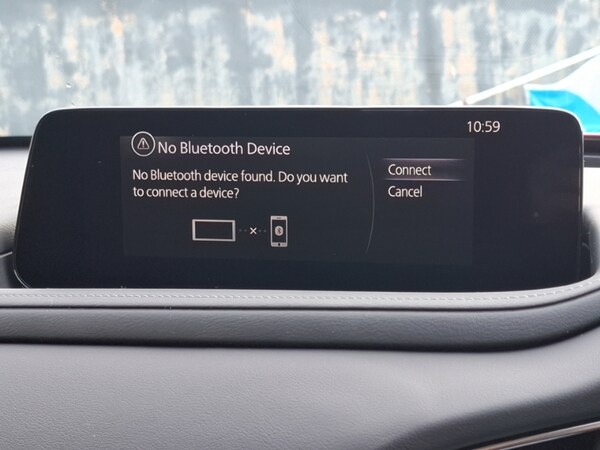 10:59
No Bluetooth Device
No Bluetooth device found. Do you want
to connect a device?
Connect
Cancel